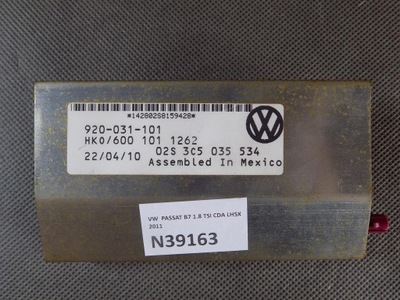 *14280258159428*
920-031-101
HK0/600 101 1262
22/04/10 02S 3C5 035 534
Assembled In Mexico
VW PASSAT B7 1.8 TSI CDA LHSX
2011
N39163